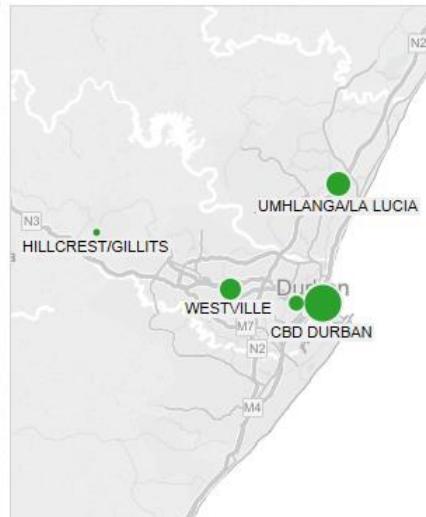 N2
UMHLANGA/LA LUCIA
N3
HILLCREST/GILLITS
Durban
WESTVILLE
CBD DURBAN
M7
N2
M4